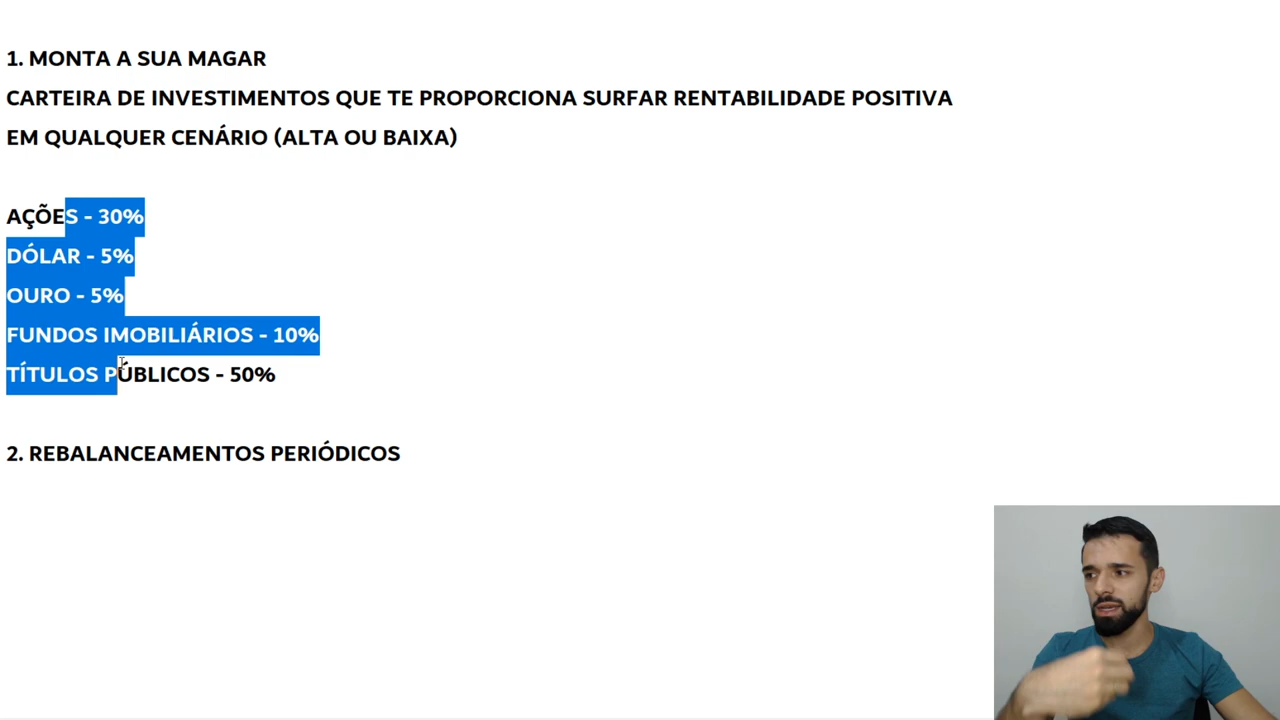 1. MONTA A SUA MAGAR
CARTEIRA DE INVESTIMENTOS QUE TE PROPORCIONA SURFAR RENTABILIDADE POSITIVA
EM QUALQUER CENÁRIO (ALTA OU BAIXA)
AÇÕES - 30%
DÓLAR - 5%
OURO - 5%
FUNDOS IMOBILIÁRIOS - 10%
TÍTULOS PÚBLICOS - 50%
2. REBALANCEAMENTOS PERIÓDICOS